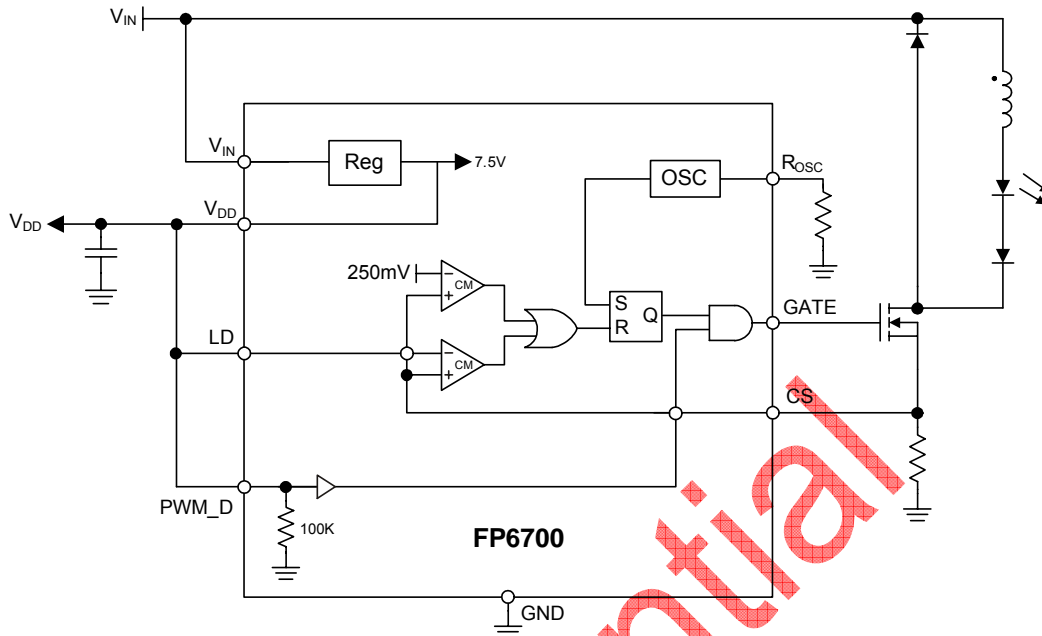 VIN
VIN
Reg
7.5V
OSC
ROSC
VDD
VDD
250mV
CM
S
R
Q
GATE
LD
CM
CS
PWM_D
100K
FP6700
GND